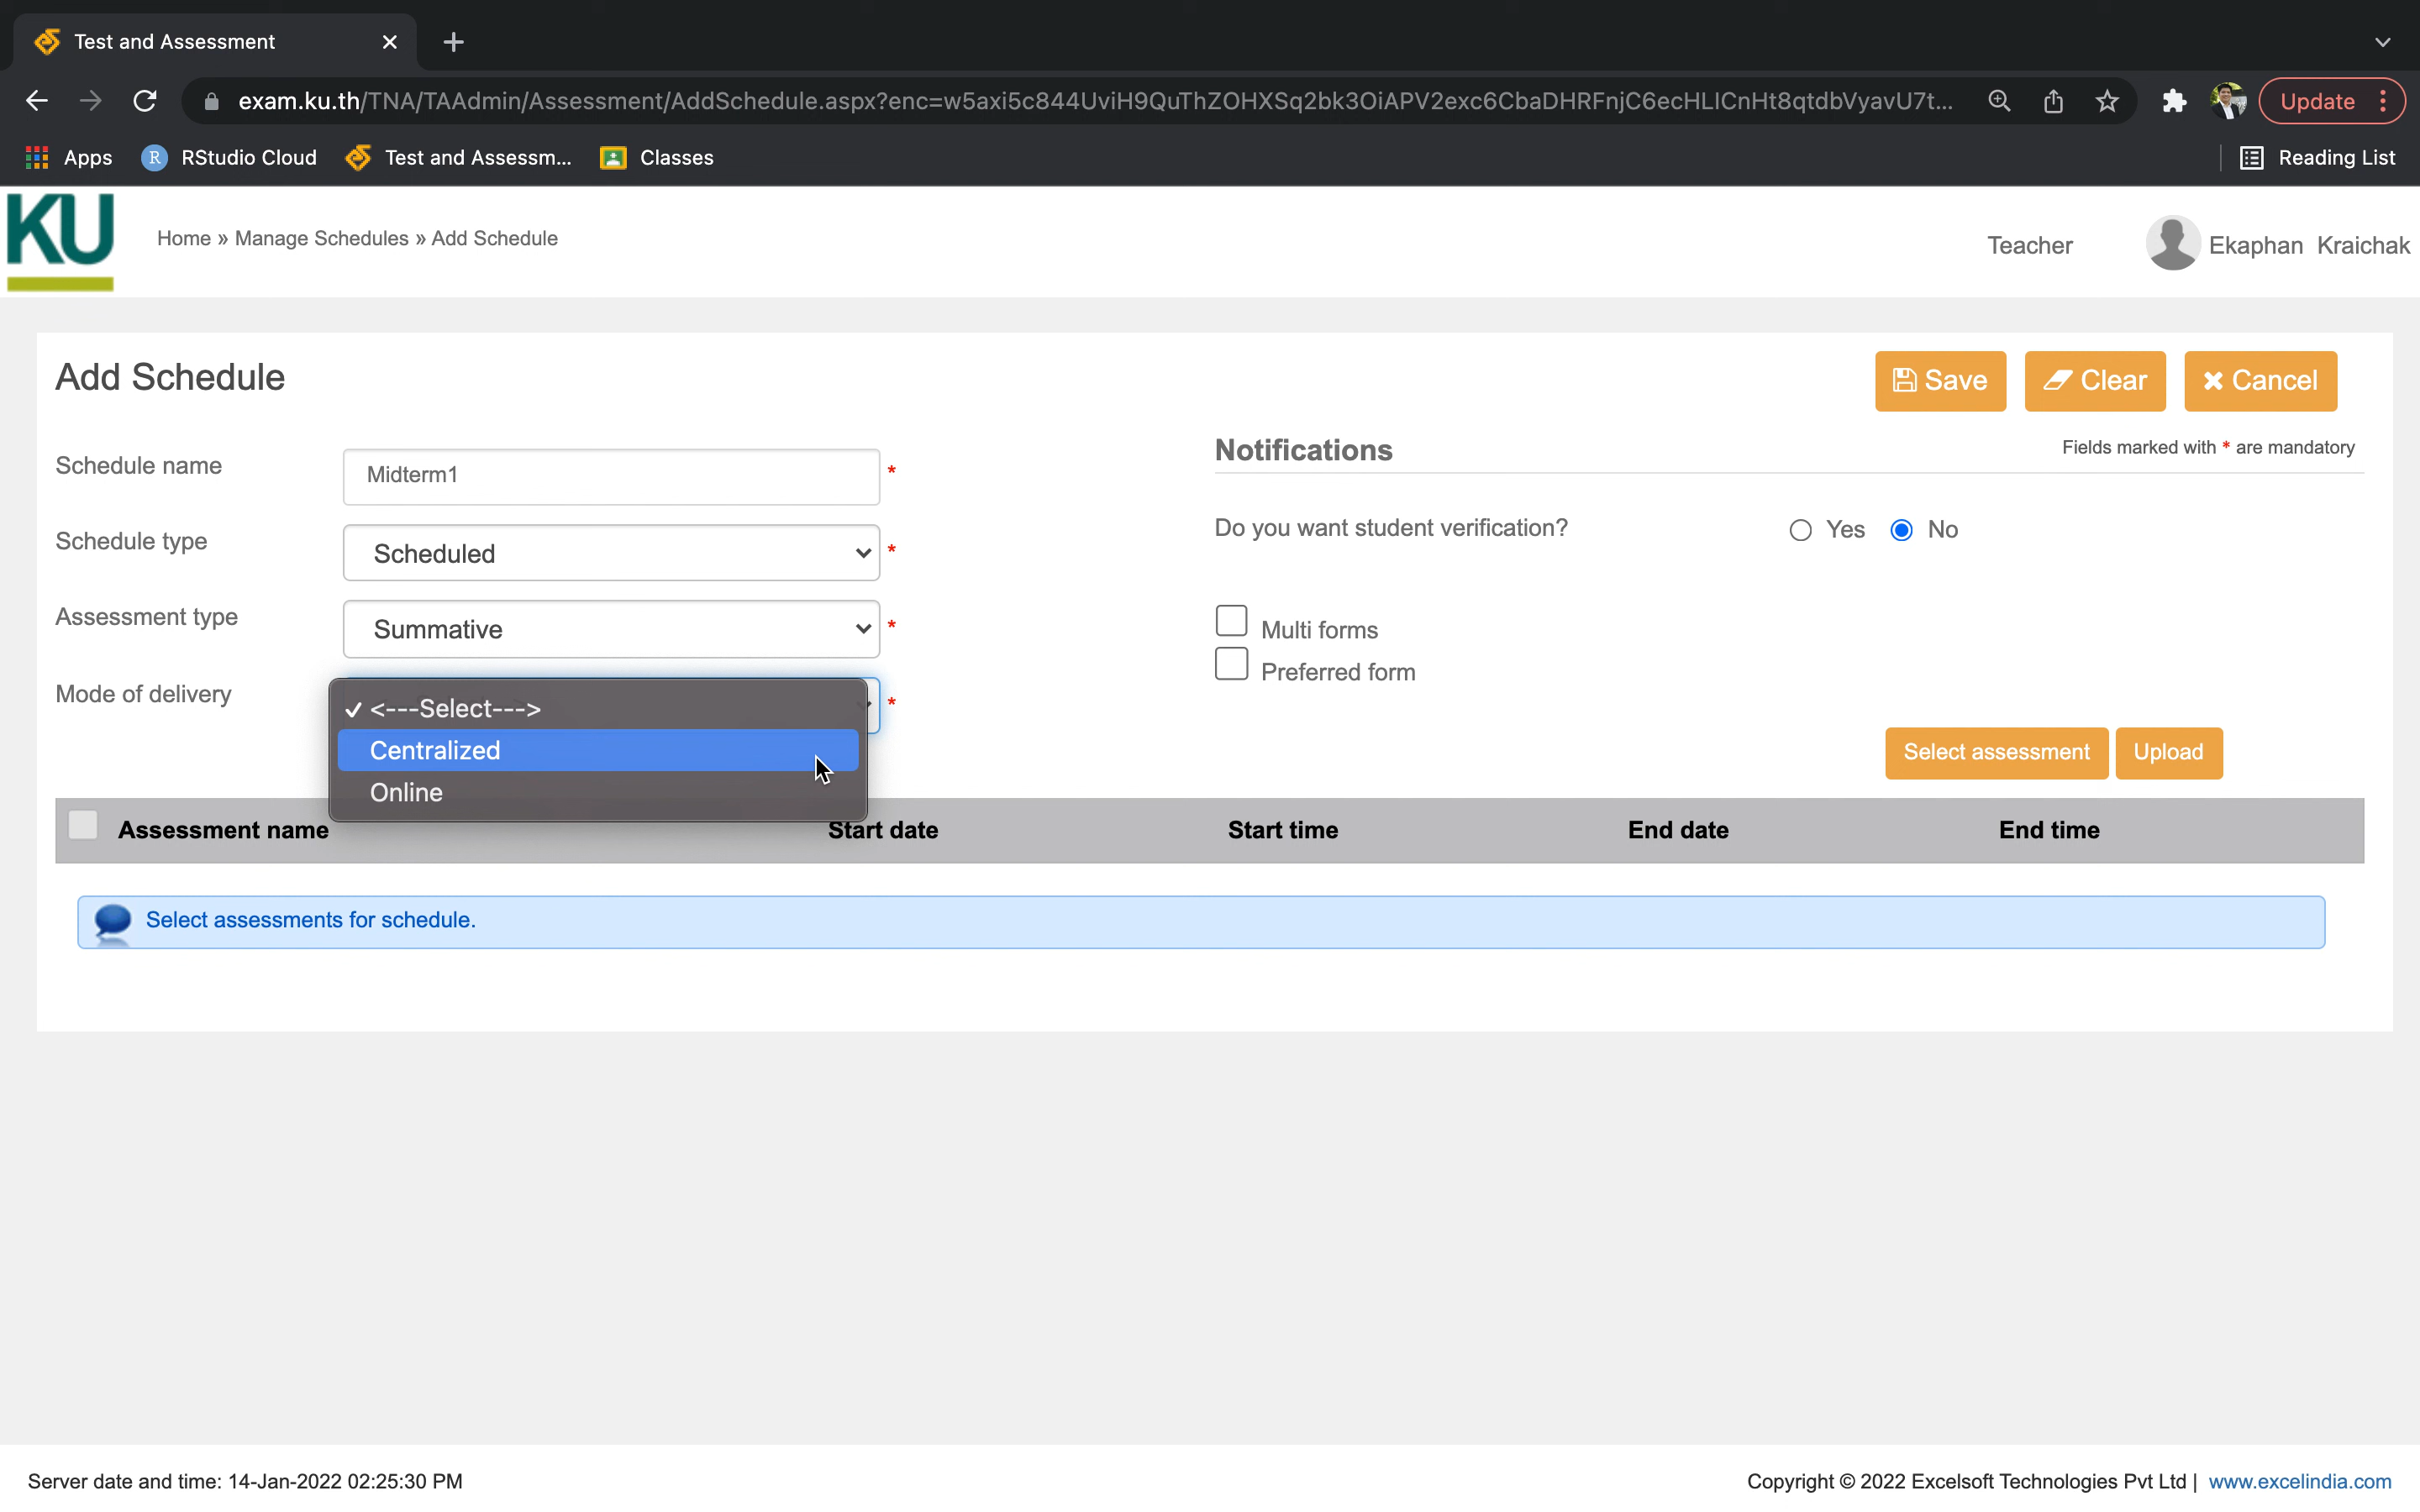 Test and Assessment
exam.ku.th/TNA/TAAdmin/Assessment/AddSchedule.aspx?enc=w5axi5c844UviH9QuThZOHXSq2bk3OiAPV2exc6CbaDHRFnjC6ecHLICnHt8qtdbVyavU7t...
Update
Apps
R RStudio Cloud
Test and Assessm...
Classes
Reading List
KU
Home » Manage Schedules » Add Schedule
Teacher
Ekaphan Kraichak
Add Schedule
Save
Clear
Cancel
Fields marked with * are mandatory
Schedule name
Midterm1
*
Schedule type
Scheduled
*
Assessment type
Summative
*
Mode of delivery
*
✓ <---Select--->
Centralized
Online
Notifications
Do you want student verification?
Yes
No
Multi forms
Preferred form
Select assessment
Upload
Assessment name
Start date
Start time
End date
End time
Select assessments for schedule.
Server date and time: 14-Jan-2022 02:25:30 PM
Copyright © 2022 Excelsoft Technologies Pvt Ltd | www.excelindia.com